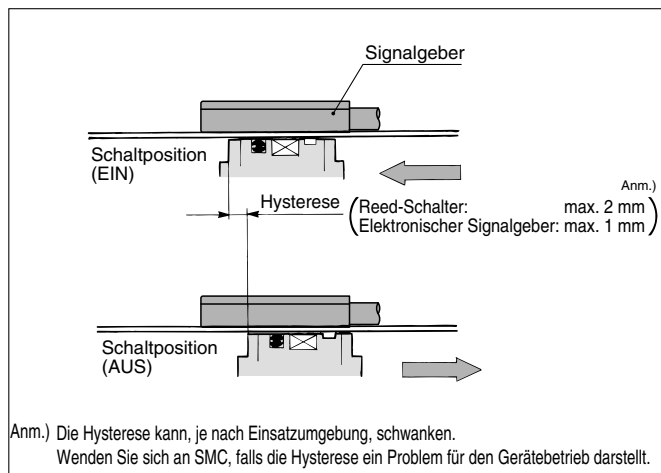 Signalgeber
Schaltposition
(EIN)
Anm.)
Hysterese
Reed-Schalter: max. 2 mm
Elektronischer Signalgeber: max. 1 mm
Schaltposition
(AUS)
Anm.) Die Hysterese kann, je nach Einsatzumgebung, schwanken.
Wenden Sie sich an SMC, falls die Hysterese ein Problem für den Gerätebetrieb darstellt.